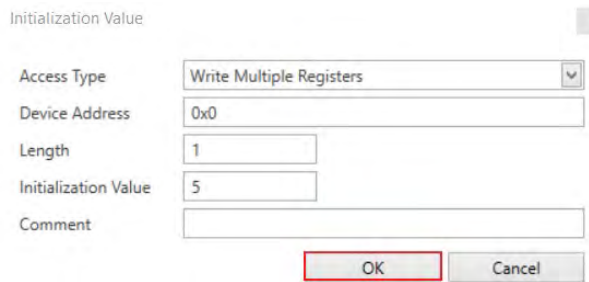 Initialization Value
Access Type Write Multiple Registers
Device Address 0x0
Length 1
Initialization Value 5
Comment
OK Cancel